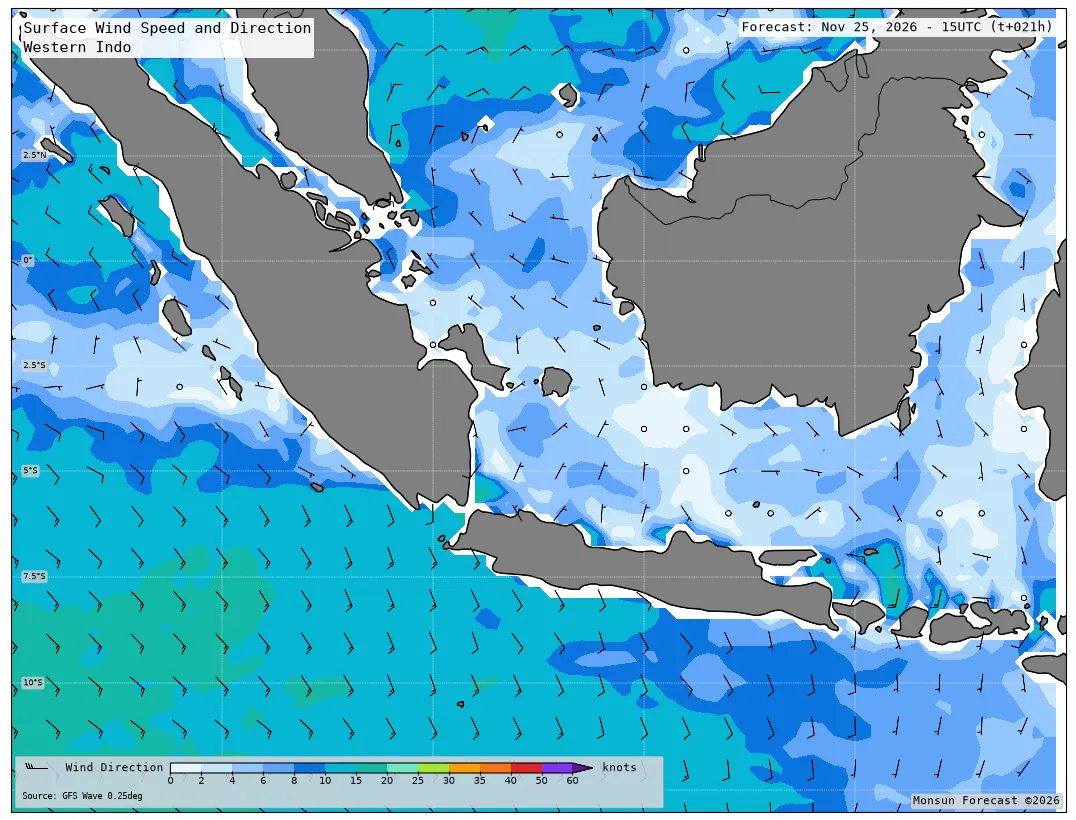 Surface Wind Speed and Direction
Western Indo
Forecast: Nov 25, 2026 - 15UTC (t+021h)
2.5°N
0°
2.5°S
5°S
7.5°S
10°S
Wind Direction
0 2 4 6 8 10 15 20 25 30 35 40 50 60
knots
Source: GFS Wave 0.25deg
Monsun Forecast ©2026